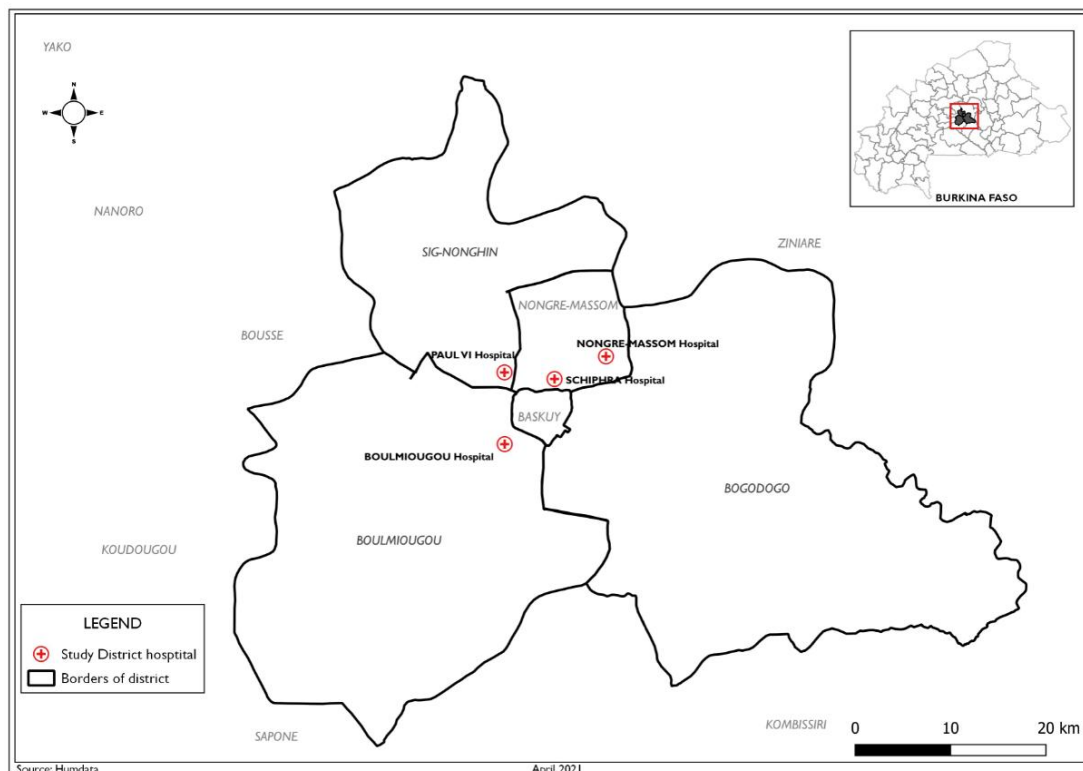 YAKO
N
W E
S
BURKINA FASO
NANORO
ZINIARE
SIG-NONGHIN
NONGRE-MASSOM
BOUSSE
NONGRE-MASSOM Hospital
PAUL VI Hospital
SCHIPHRA Hospital
BASKUY
BOULMIOUGOU Hospital
BOGODOGO
KOUDOUGOU
BOULMIOUGOU
LEGEND
Study District hosptital
Borders of district
SAPONE
KOMBISSIRI
0 10 20 km
Source: Humdata
April 2021